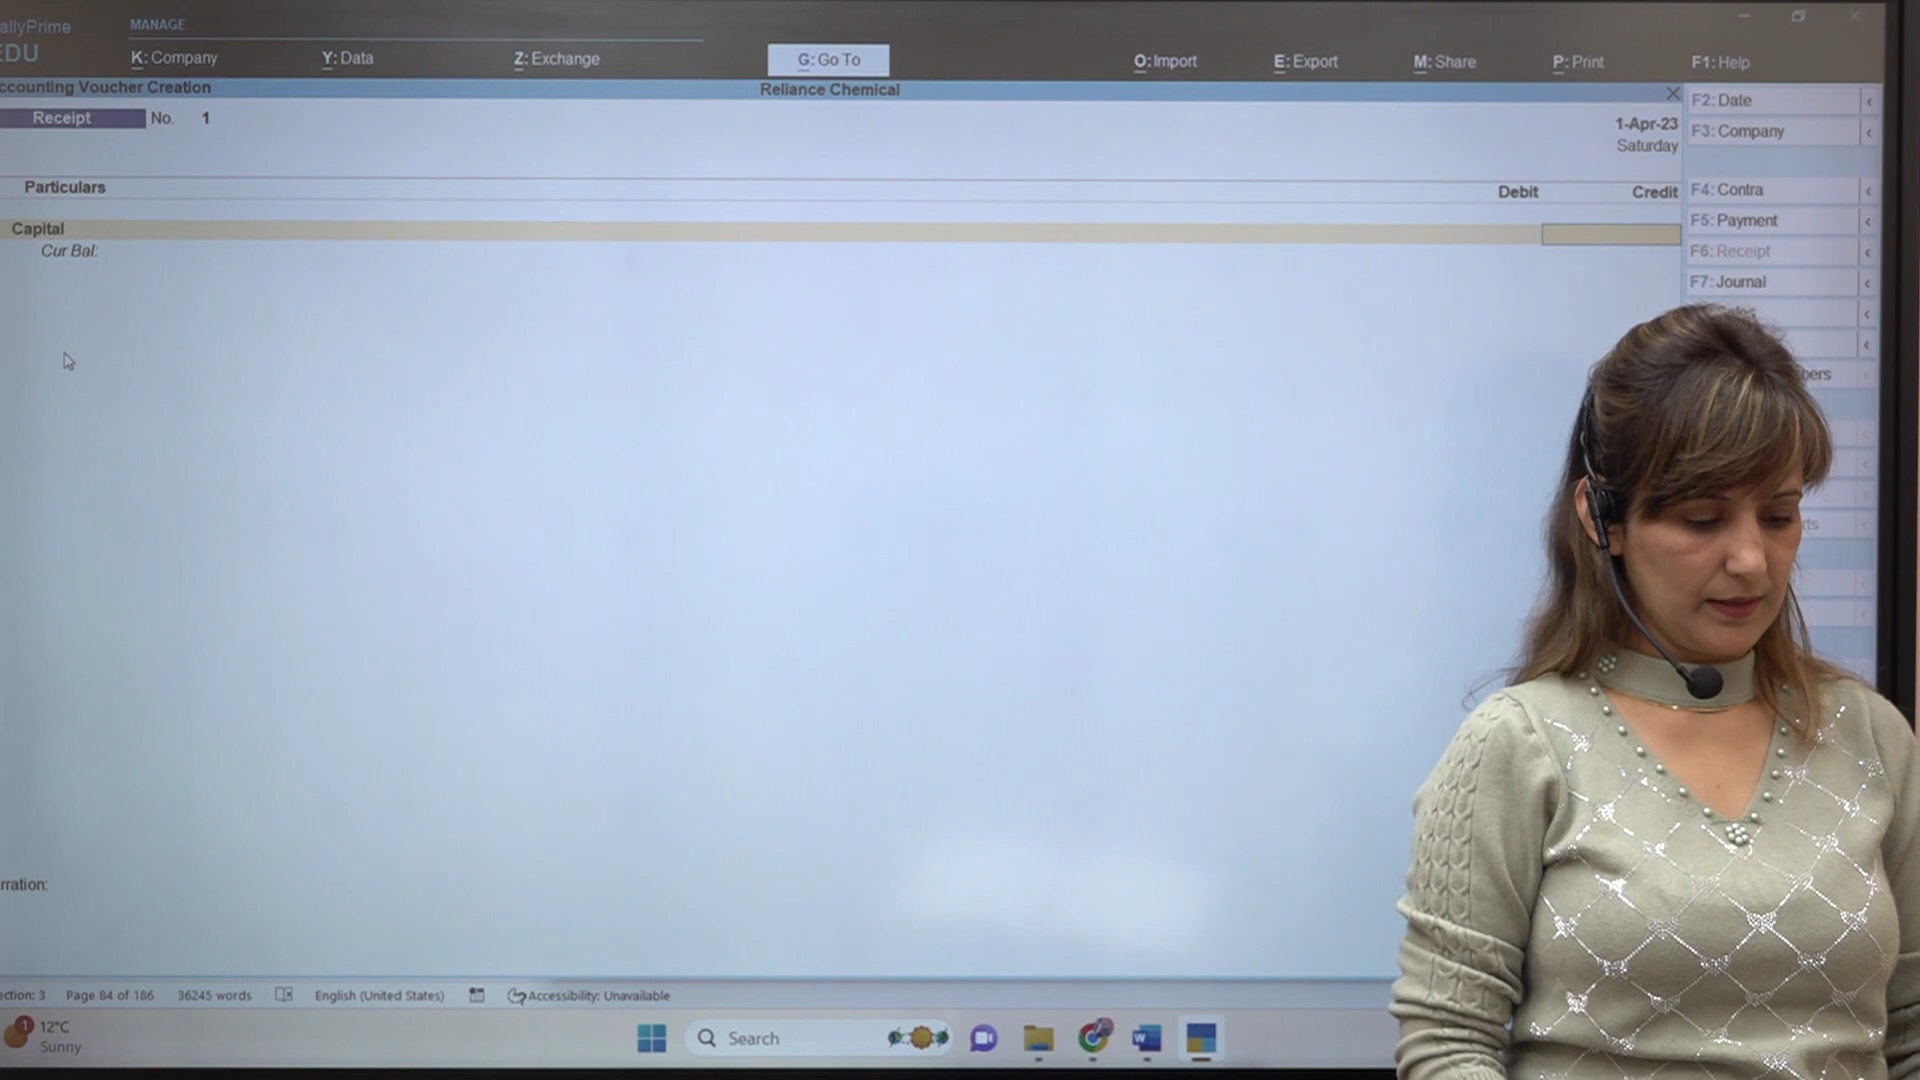 allyPrime
EDU
MANAGE
K: Company
Y: Data
Z: Exchange
G: Go To
O: Import
E: Export
M: Share
P: Print
F1: Help
ccounting Voucher Creation
Reliance Chemical
Receipt No. 1
1-Apr-23
Saturday
Particulars
Debit
Credit
Capital
Cur Bal:
rration:
F2: Date
F3: Company
F4: Contra
F5: Payment
F6: Receipt
F7: Journal
ection: 3
Page 84 of 186
36245 words
English (United States)
Accessibility: Unavailable
1
12°C
Sunny
Search
W